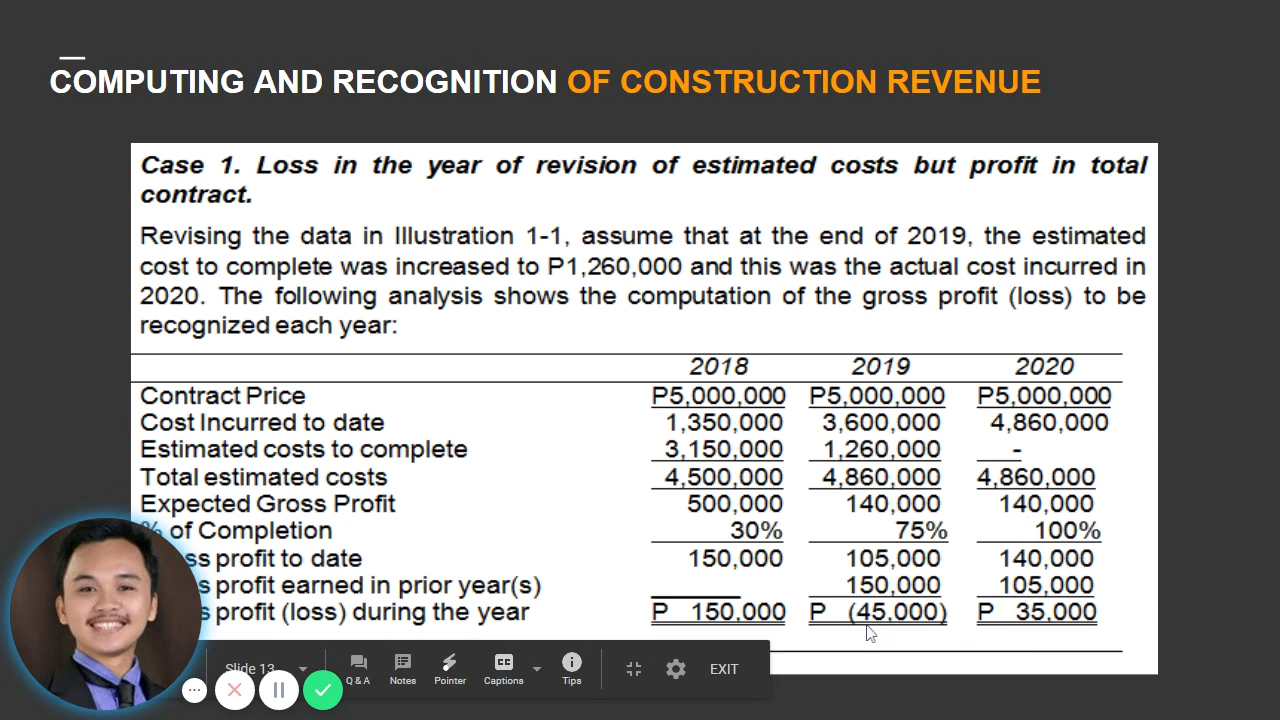 COMPUTING AND RECOGNITION OF CONSTRUCTION REVENUE
Case 1. Loss in the year of revision of estimated costs but profit in total
contract.
Revising the data in Illustration 1-1, assume that at the end of 2019, the estimated
cost to complete was increased to P1,260,000 and this was the actual cost incurred in
2020. The following analysis shows the computation of the gross profit (loss) to be
recognized each year:
2018 2019 2020
Contract Price P5,000,000 P5,000,000 P5,000,000
Cost Incurred to date 1,350,000 3,600,000 4,860,000
Estimated costs to complete 3,150,000 1,260,000 -
Total estimated costs 4,500,000 4,860,000 4,860,000
Expected Gross Profit 500,000 140,000 140,000
% of Completion 30% 75% 100%
ss profit to date 150,000 105,000 140,000
s profit earned in prior year(s) 150,000 105,000
s profit (loss) during the year P 150,000 P (45,000) P 35,000
Slide 13 Q & A Notes Pointer CC Captions Tips EXIT